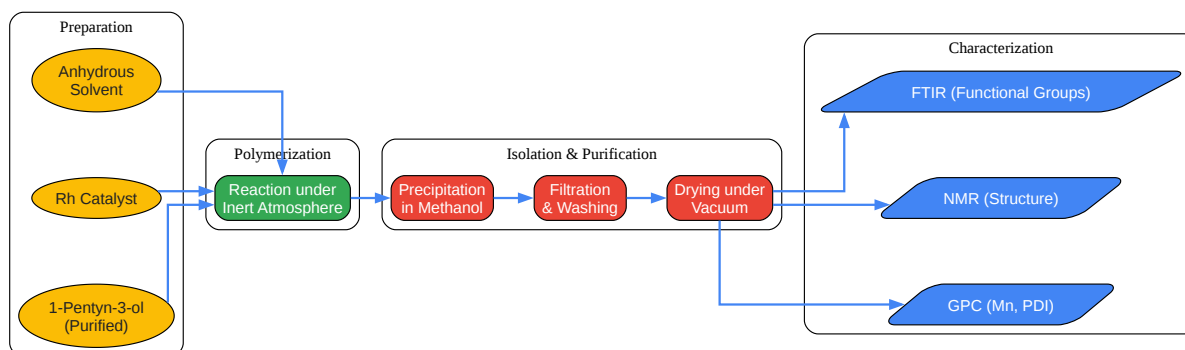 Preparation
Anhydrous
Solvent
Rh Catalyst
1-Pentyn-3-ol
(Purified)
Polymerization
Reaction under
Inert Atmosphere
Isolation & Purification
Precipitation
in Methanol
Filtration
& Washing
Drying under
Vacuum
Characterization
FTIR (Functional Groups)
NMR (Structure)
GPC (Mn, PDI)